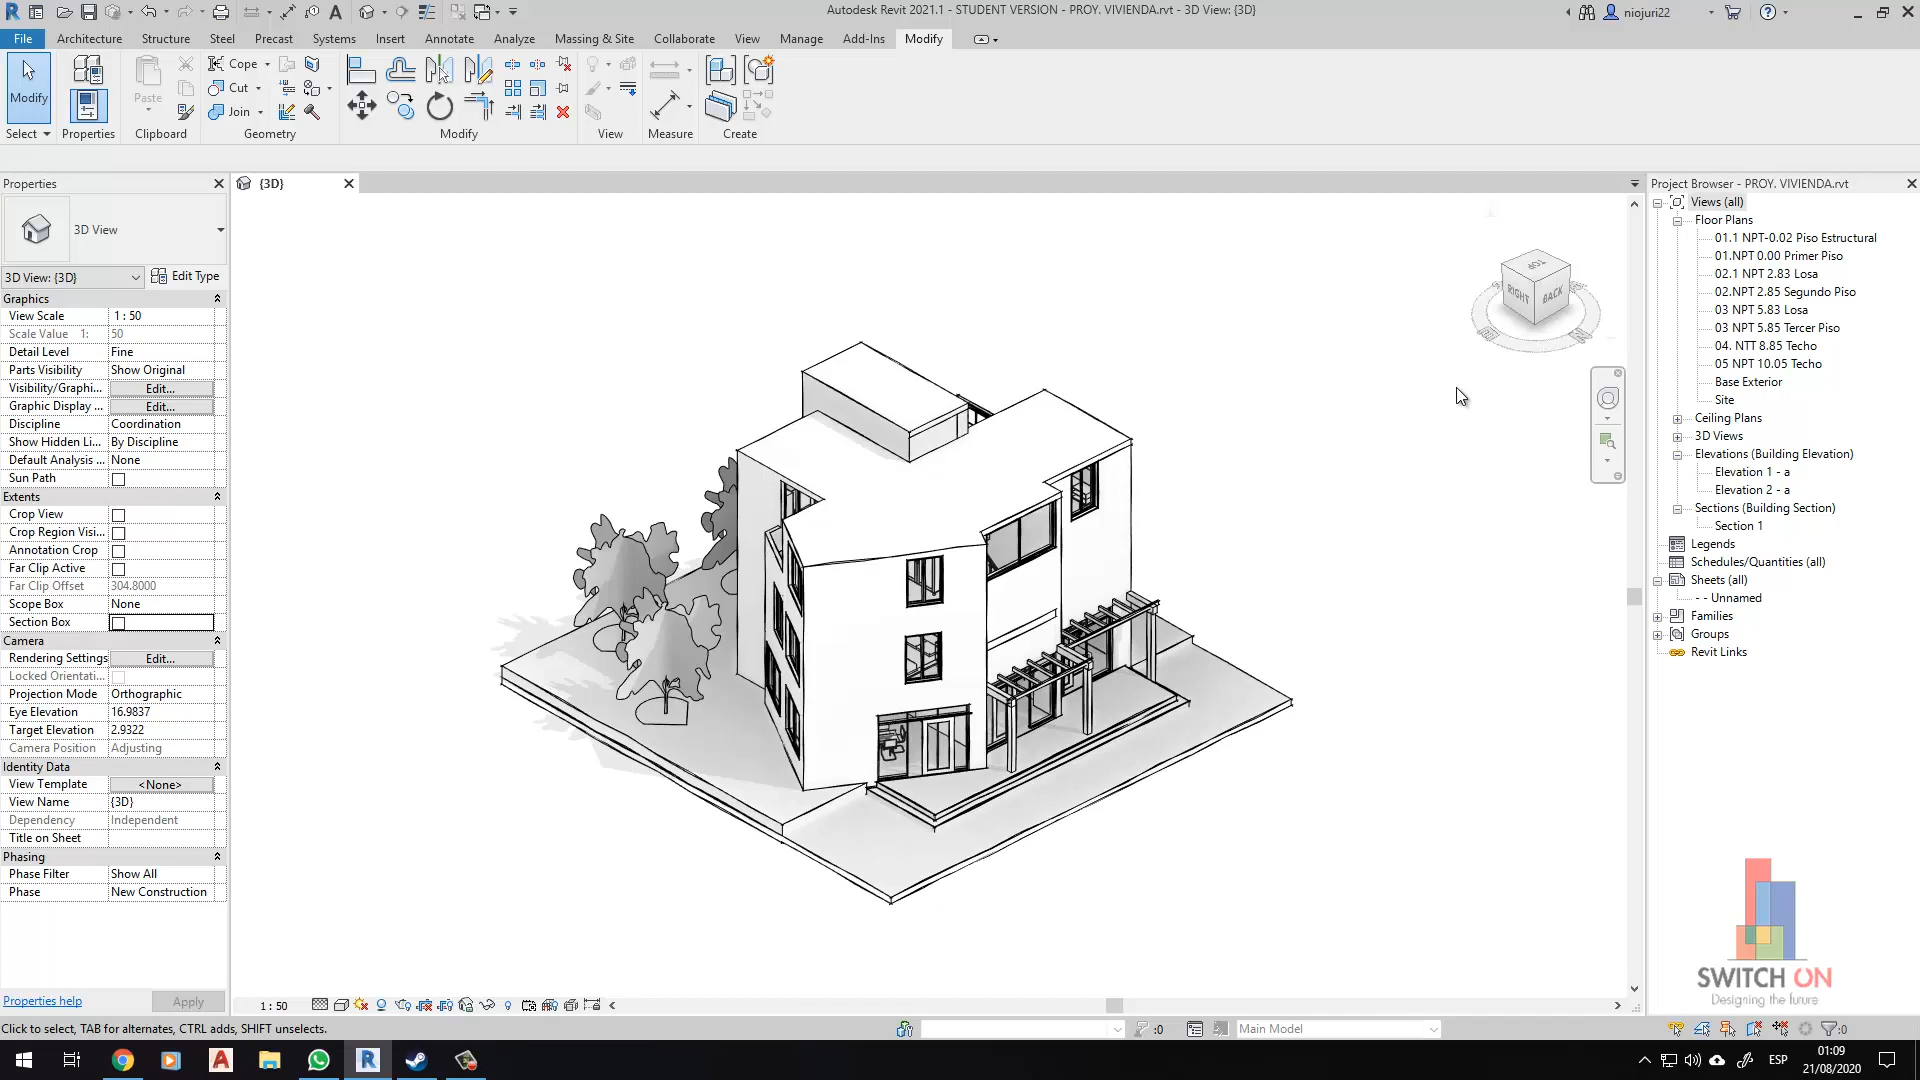 Autodesk Revit 2021.1 - STUDENT VERSION - PROY. VIVIENDA.rvt - 3D View: {3D}
niojuri22
File Architecture Structure Steel Precast Systems Insert Annotate Analyze Massing & Site Collaborate View Manage Add-Ins Modify
Modify
Paste
Cope
Cut
Join
Select Properties Clipboard Geometry Modify View Measure Create
Properties
3D View
3D View: {3D} Edit Type
Graphics
View Scale 1 : 50
Scale Value 1: 50
Detail Level Fine
Parts Visibility Show Original
Visibility/Graphi... Edit...
Graphic Display ... Edit...
Discipline Coordination
Show Hidden Li... By Discipline
Default Analysis ... None
Sun Path
Extents
Crop View
Crop Region Visi...
Annotation Crop
Far Clip Active
Far Clip Offset 304.8000
Scope Box None
Section Box
Camera
Rendering Settings Edit...
Locked Orientati...
Projection Mode Orthographic
Eye Elevation 16.9837
Target Elevation 2.9322
Camera Position Adjusting
Identity Data
View Template <None>
View Name {3D}
Dependency Independent
Title on Sheet
Phasing
Phase Filter Show All
Phase New Construction
Properties help Apply
{3D}
TOP
RIGHT BACK
1 : 50
Project Browser - PROY. VIVIENDA.rvt
Views (all)
Floor Plans
01.1 NPT-0.02 Piso Estructural
01.NPT 0.00 Primer Piso
02.1 NPT 2.83 Losa
02.NPT 2.85 Segundo Piso
03 NPT 5.83 Losa
03 NPT 5.85 Tercer Piso
04. NTT 8.85 Techo
05 NPT 10.05 Techo
Base Exterior
Site
Ceiling Plans
3D Views
Elevations (Building Elevation)
Elevation 1 - a
Elevation 2 - a
Sections (Building Section)
Section 1
Legends
Schedules/Quantities (all)
Sheets (all)
- - Unnamed
Families
Groups
Revit Links
SWITCH ON
Designing the future
Click to select, TAB for alternates, CTRL adds, SHIFT unselects.
:0
Main Model
:0
ESP
01:09
21/08/2020